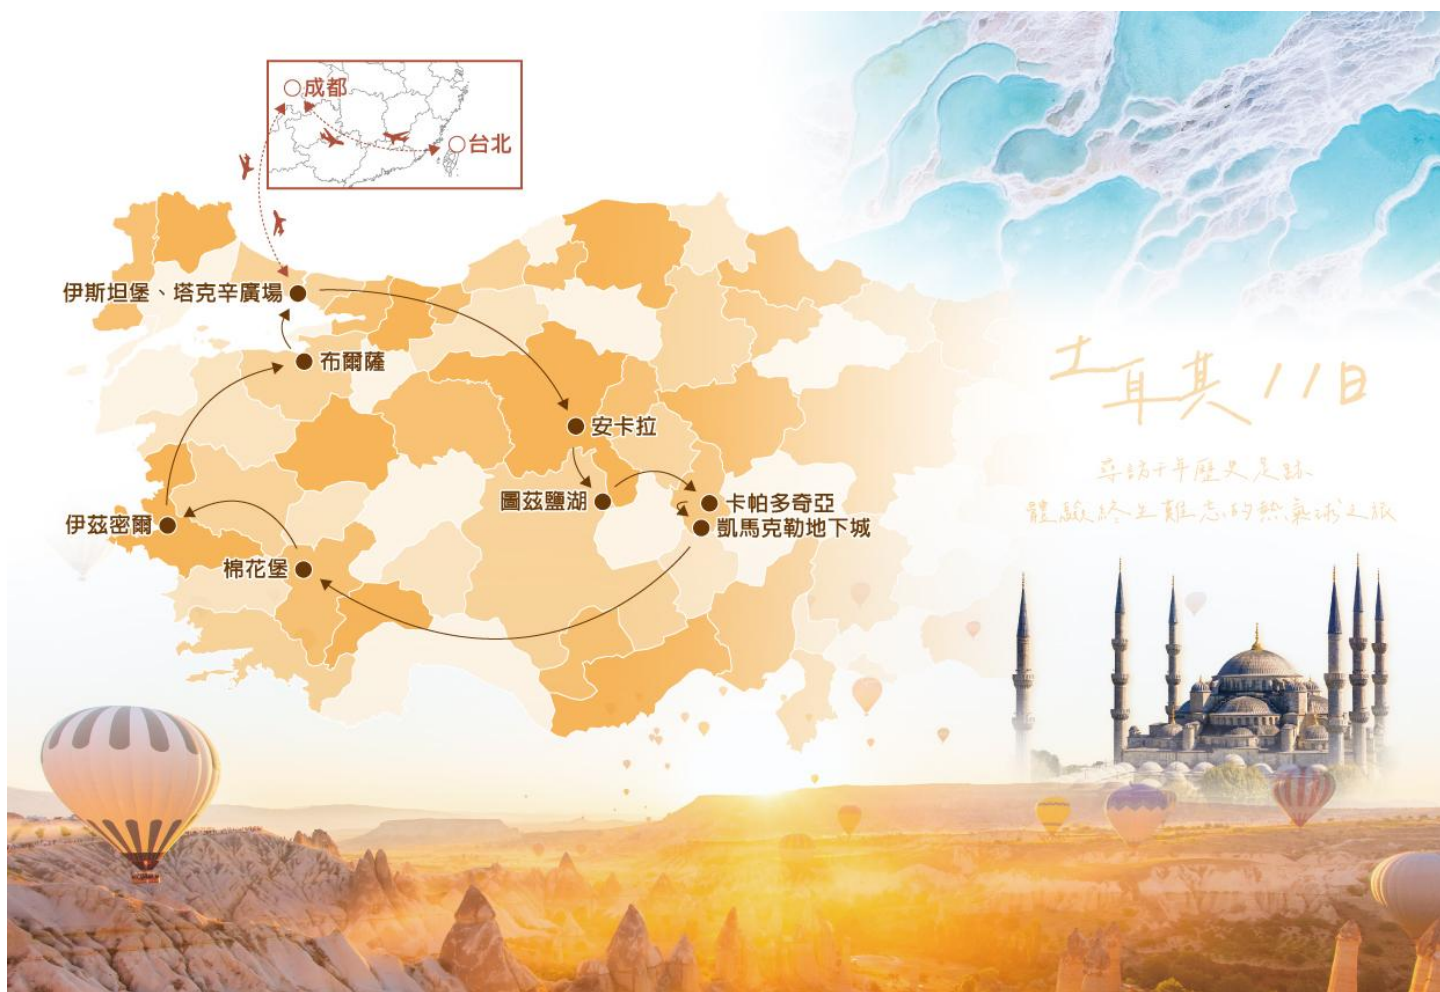 成都
台北
伊斯坦堡、塔克辛廣場
布爾薩
安卡拉
圖茲鹽湖
卡帕多奇亞
凱馬克勒地下城
伊茲密爾
棉花堡
土耳其11日
尋訪千年歷史足跡
體驗終生難忘的熱氣球之旅